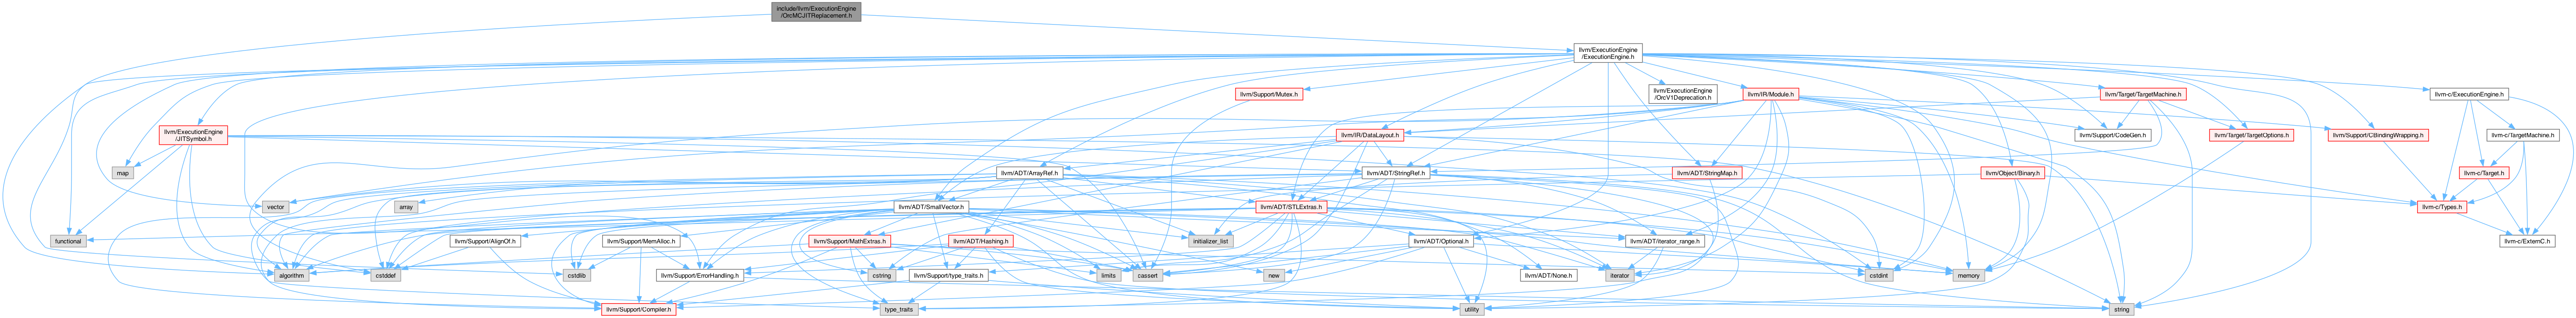 include/llvm/ExecutionEngine
/OrcMCJITReplacement.h
llvm/ExecutionEngine
/ExecutionEngine.h
llvm/Support/Mutex.h
llvm/ExecutionEngine
/OrcV1Deprecation.h
llvm/IR/Module.h
llvm/Target/TargetMachine.h
llvm-c/ExecutionEngine.h
llvm/ExecutionEngine
/JITSymbol.h
llvm/IR/DataLayout.h
llvm/Support/CodeGen.h
llvm/Target/TargetOptions.h
llvm/Support/CBindingWrapping.h
llvm-c/TargetMachine.h
map
llvm/ADT/ArrayRef.h
llvm/ADT/StringRef.h
llvm/ADT/StringMap.h
llvm/Object/Binary.h
llvm-c/Target.h
vector
array
llvm/ADT/SmallVector.h
llvm/ADT/STLExtras.h
llvm-c/Types.h
functional
llvm/Support/AlignOf.h
llvm/Support/MemAlloc.h
llvm/Support/MathExtras.h
llvm/ADT/Hashing.h
initializer_list
llvm/ADT/Optional.h
llvm/ADT/iterator_range.h
llvm-c/ExternC.h
algorithm
cstddef
cstdlib
llvm/Support/ErrorHandling.h
cstring
llvm/Support/type_traits.h
limits
cassert
new
llvm/ADT/None.h
iterator
cstdint
memory
llvm/Support/Compiler.h
type_traits
utility
string